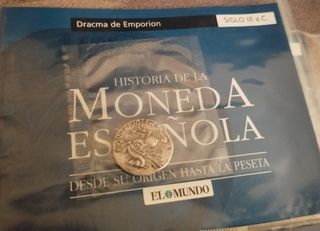 Dracma de Emporion
SIGLO III a C.
HISTORIA DE LA
MONEDA
ESPAÑOLA
DESDE SU ORIGEN HASTA LA PESETA
EL MUNDO